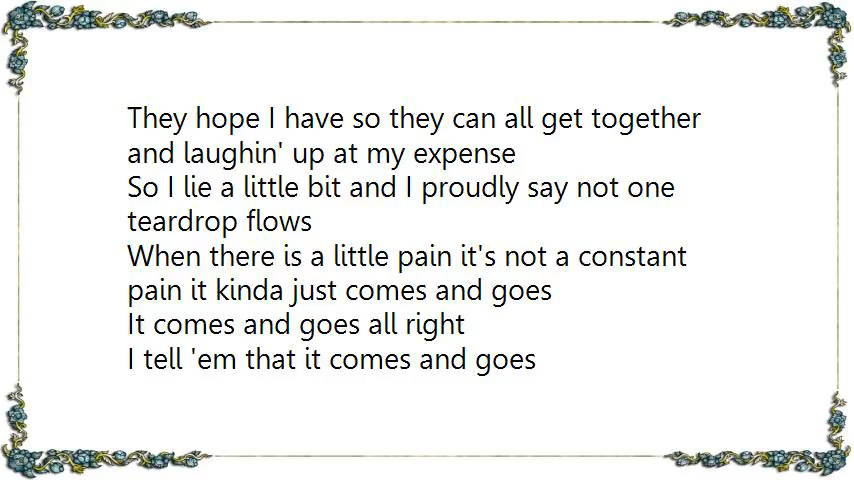 They hope I have so they can all get together
and laughin' up at my expense
So I lie a little bit and I proudly say not one
teardrop flows
When there is a little pain it's not a constant
pain it kinda just comes and goes
It comes and goes all right
I tell 'em that it comes and goes